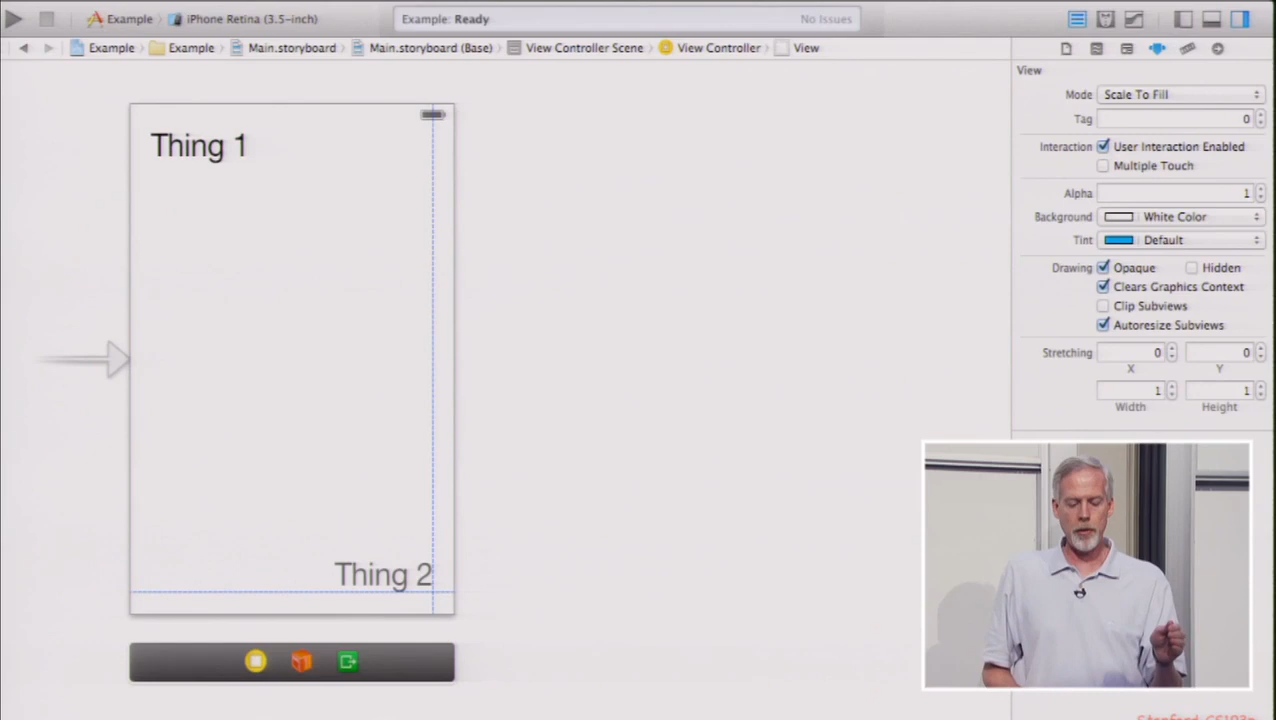 Example iPhone Retina (3.5-inch) Example: Ready No Issues
Example Example Main.storyboard Main.storyboard (Base) View Controller Scene View Controller View
View
Mode Scale To Fill
Tag 0
Interaction User Interaction Enabled
Multiple Touch
Alpha 1
Background White Color
Tint Default
Drawing Opaque Hidden
Clears Graphics Context
Clip Subviews
Autoresize Subviews
Stretching 0 0
X Y
1 1
Width Height
Thing 1
Thing 2